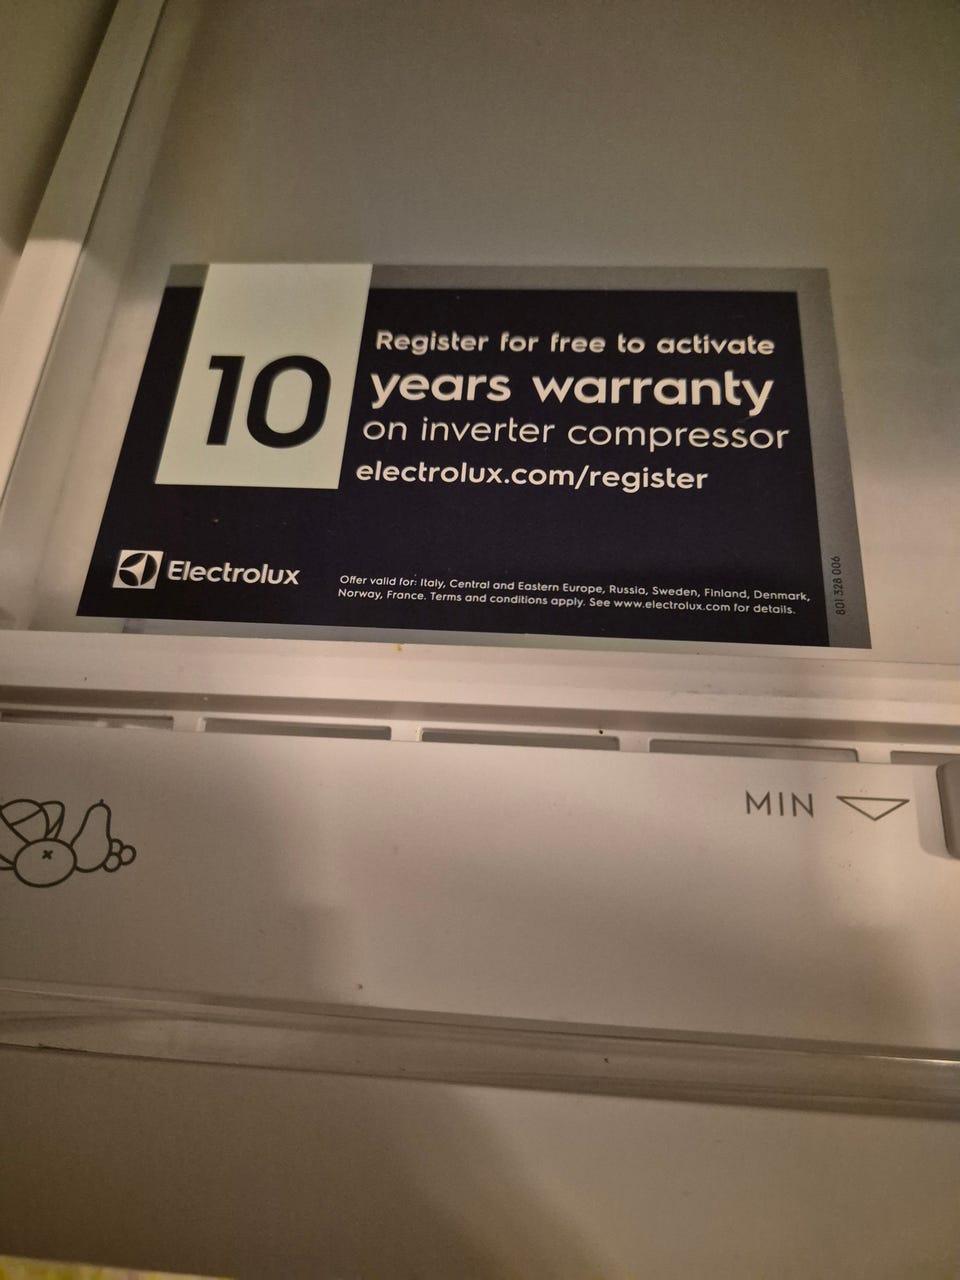 10
Register for free to activate
years warranty
on inverter compressor
electrolux.com/register
Electrolux
Offer valid for: Italy, Central and Eastern Europe, Russia, Sweden, Finland, Denmark,
Norway, France. Terms and conditions apply. See www.electrolux.com for details.
801 328 006
MIN